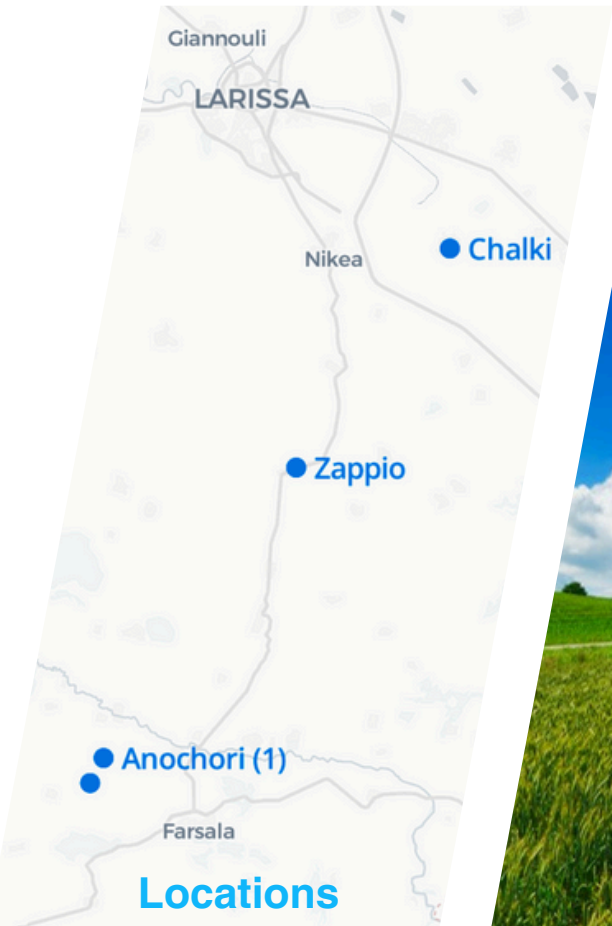 Giannouli
LARISSA
Chalki
Nikea
Zappio
Anochori (1)
Farsala
Locations